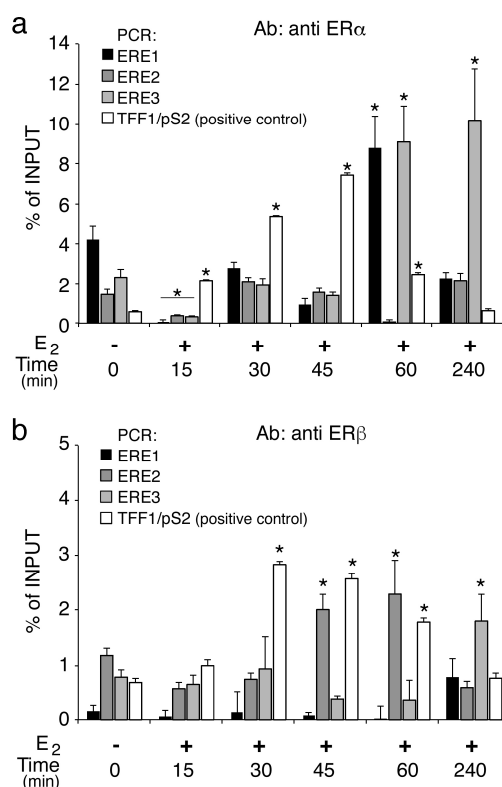 a
Ab: anti ERα
PCR:
ERE1
ERE2
ERE3
TFF1/pS2 (positive control)
% of INPUT
14
12
10
8
6
4
2
0
* * * * * * * *
E2 - + + + + +
Time (min) 0 15 30 45 60 240
b
Ab: anti ERβ
PCR:
ERE1
ERE2
ERE3
TFF1/pS2 (positive control)
% of INPUT
5
4
3
2
1
0
* * * * * *
E2 - + + + + +
Time (min) 0 15 30 45 60 240